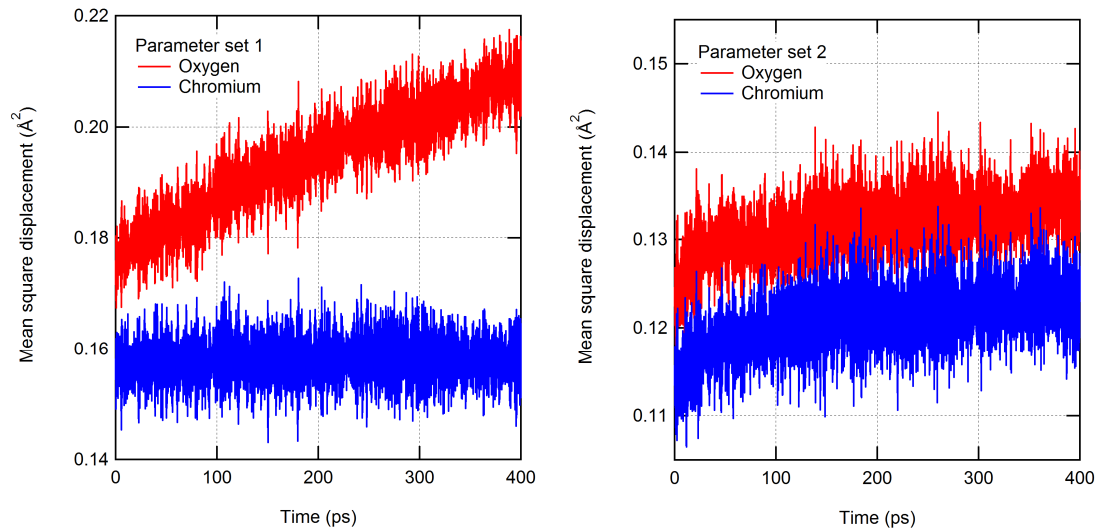 Parameter set 1
Oxygen
Chromium
Mean square displacement (Å²)
0.22
0.20
0.18
0.16
0.14
0
100
200
300
400
Time (ps)
Parameter set 2
Oxygen
Chromium
Mean square displacement (Å²)
0.15
0.14
0.13
0.12
0.11
0
100
200
300
400
Time (ps)